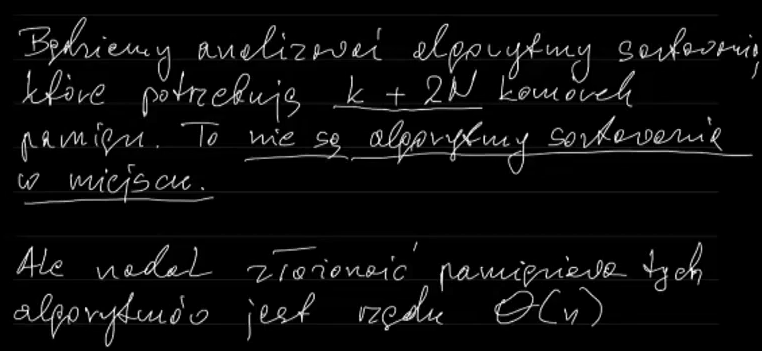 Będziemy analizować algorytmy sortowania,
które potrzebują k + 2N komórek
pamięci. To nie są algorytmy sortowania
w miejscu.
Ale nadal złożoność pamięciowa tych
algorytmów jest rzędu Θ(n)